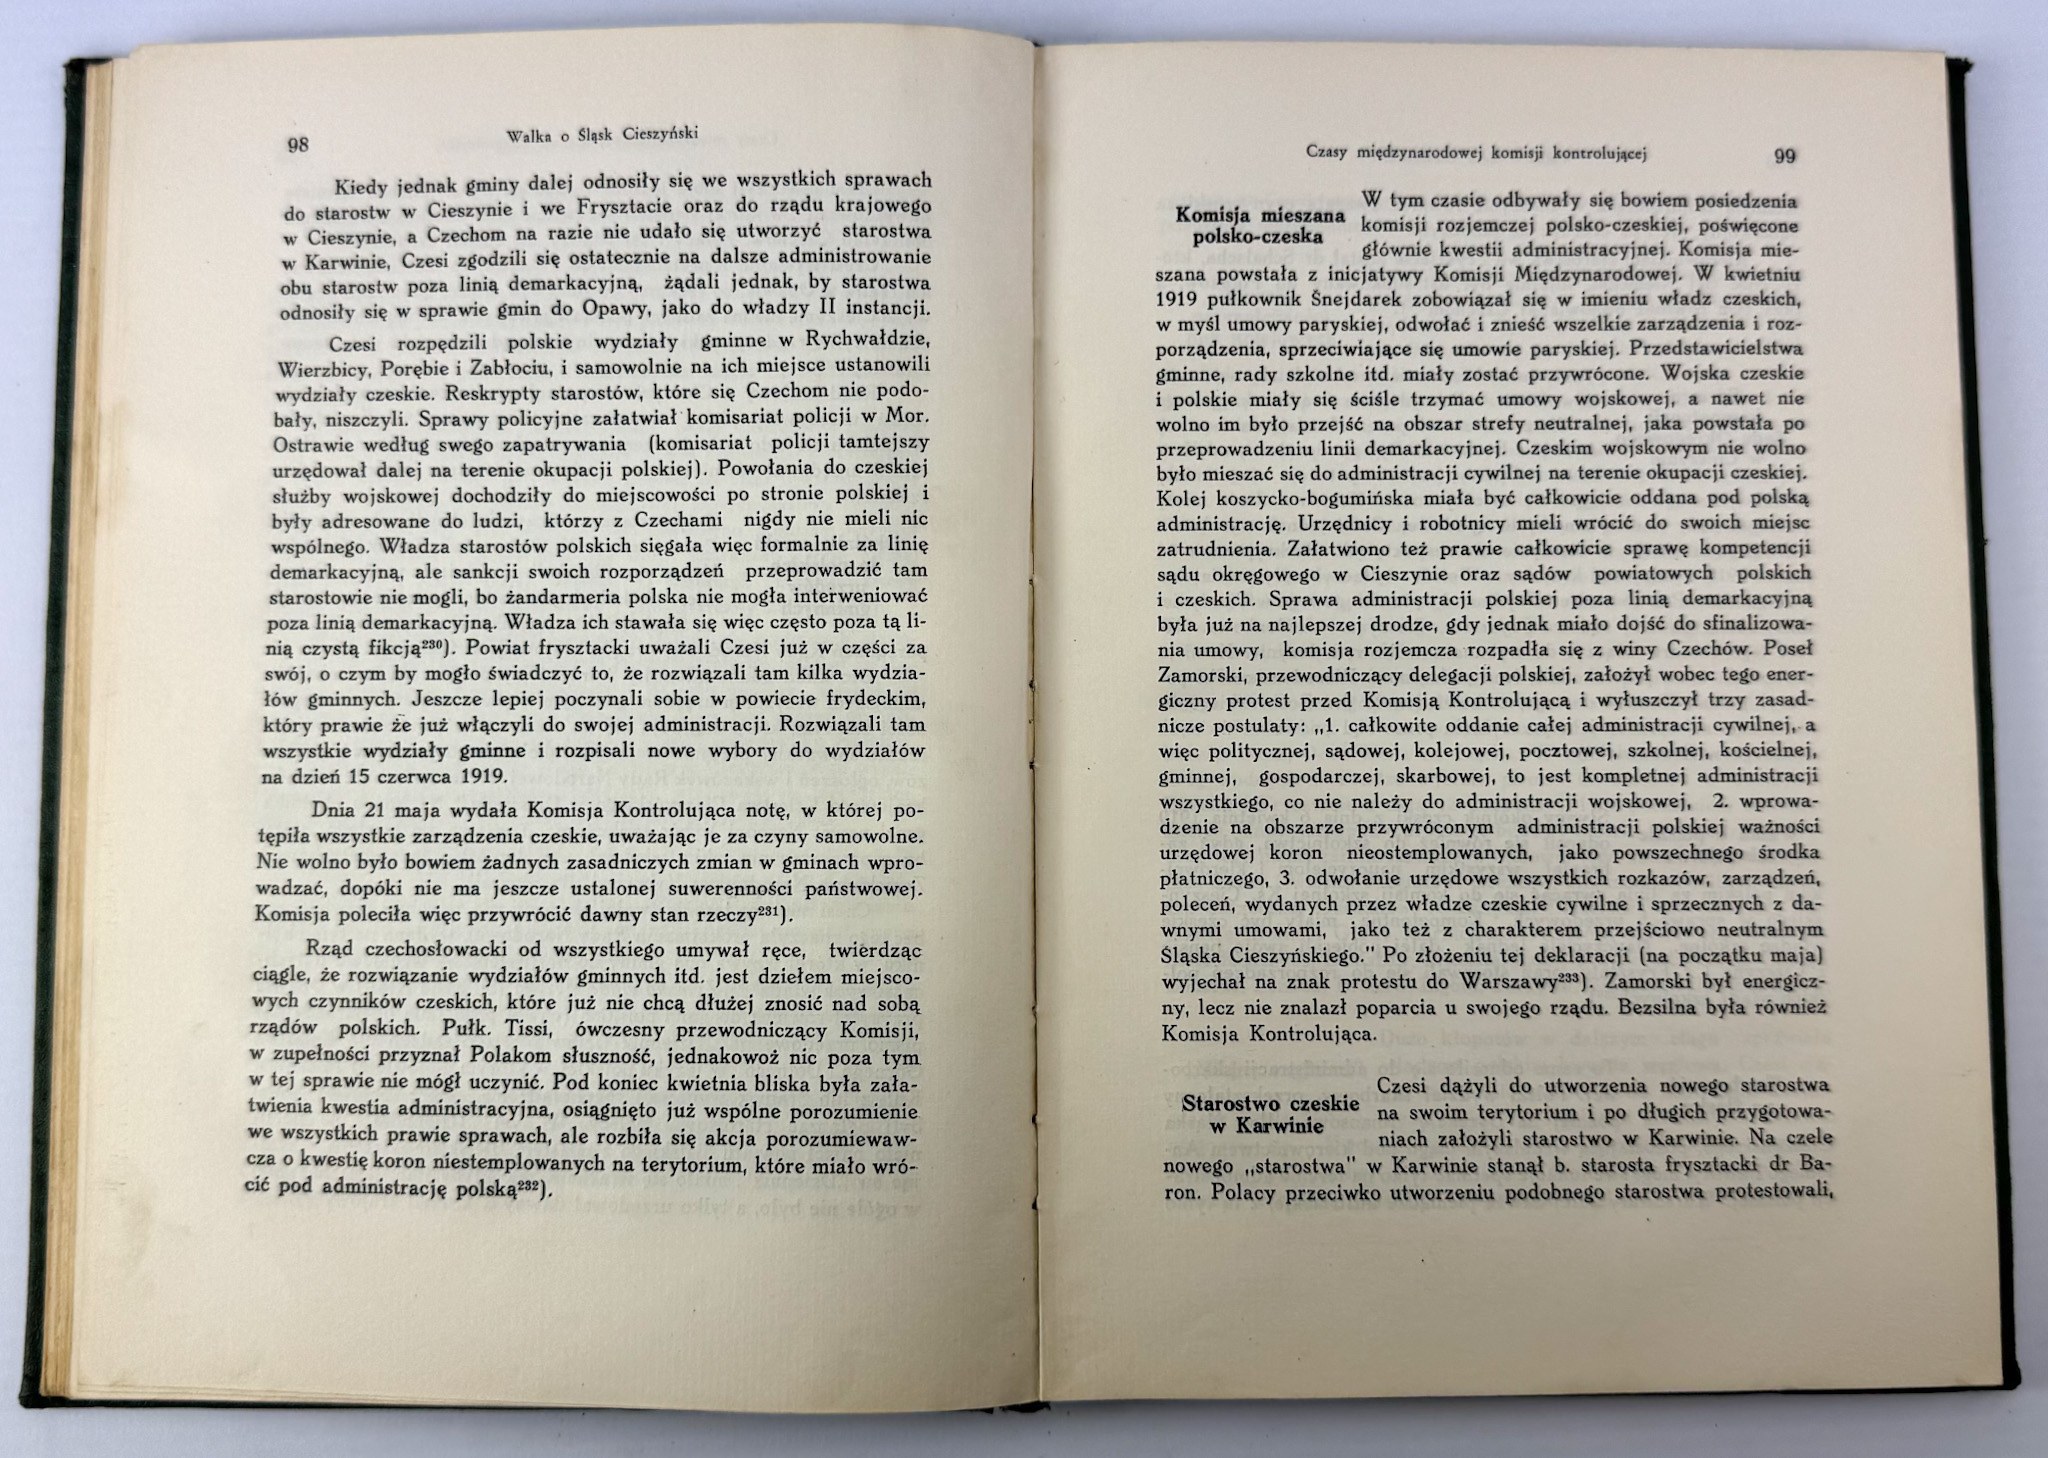 98
Walka o Śląsk Cieszyński
Kiedy jednak gminy dalej odnosiły się we wszystkich sprawach
do starostw w Cieszynie i we Frysztacie oraz do rządu krajowego
w Cieszynie, a Czechom na razie nie udało się utworzyć starostwa
w Karwinie, Czesi zgodzili się ostatecznie na dalsze administrowanie
obu starostw poza linią demarkacyjną, żądali jednak, by starostwa
odnosiły się w sprawie gmin do Opawy, jako do władzy II instancji.
Czesi rozpędzili polskie wydziały gminne w Rychwałdzie,
Wierzbicy, Porębie i Zabłociu, i samowolnie na ich miejsce ustanowili
wydziały czeskie. Reskrypty starostów, które się Czechom nie podo-
bały, niszczyli. Sprawy policyjne załatwiał komisariat policji w Mor.
Ostrawie według swego zapatrywania (komisariat policji tamtejszy
urzędował dalej na terenie okupacji polskiej). Powołania do czeskiej
służby wojskowej dochodziły do miejscowości po stronie polskiej i
były adresowane do ludzi, którzy z Czechami nigdy nie mieli nic
wspólnego. Władza starostów polskich sięgała więc formalnie za linię
demarkacyjną, ale sankcji swoich rozporządzeń przeprowadzić tam
starostowie nie mogli, bo żandarmeria polska nie mogła interweniować
poza linią demarkacyjną. Władza ich stawała się więc często poza tą li-
nią czystą fikcją²³⁰). Powiat frysztacki uważali Czesi już w części za
swój, o czym by mogło świadczyć to, że rozwiązali tam kilka wydzia-
łów gminnych. Jeszcze lepiej poczynali sobie w powiecie frydeckim,
który prawie że już włączyli do swojej administracji. Rozwiązali tam
wszystkie wydziały gminne i rozpisali nowe wybory do wydziałów
na dzień 15 czerwca 1919.
Dnia 21 maja wydała Komisja Kontrolująca notę, w której po-
tępiła wszystkie zarządzenia czeskie, uważając je za czyny samowolne.
Nie wolno było bowiem żadnych zasadniczych zmian w gminach wpro-
wadzać, dopóki nie ma jeszcze ustalonej suwerenności państwowej.
Komisja poleciła więc przywrócić dawny stan rzeczy²³¹).
Rząd czechosłowacki od wszystkiego umywał ręce, twierdząc
ciągle, że rozwiązanie wydziałów gminnych itd. jest dziełem miejsco-
wych czynników czeskich, które już nie chcą dłużej znosić nad sobą
rządów polskich. Pułk. Tissi, ówczesny przewodniczący Komisji,
w zupełności przyznał Polakom słuszność, jednakowoż nic poza tym
w tej sprawie nie mógł uczynić. Pod koniec kwietnia bliska była zała-
twienia kwestia administracyjna, osiągnięto już wspólne porozumienie
we wszystkich prawie sprawach, ale rozbiła się akcja porozumiewaw-
cza o kwestię koron niestemplowanych na terytorium, które miało wró-
cić pod administrację polską²³²).
Czasy międzynarodowej komisji kontrolującej
99
Komisja mieszana
polsko-czeska
W tym czasie odbywały się bowiem posiedzenia
komisji rozjemczej polsko-czeskiej, poświęcone
głównie kwestii administracyjnej. Komisja mie-
szana powstała z inicjatywy Komisji Międzynarodowej. W kwietniu
1919 pułkownik Šnejdarek zobowiązał się w imieniu władz czeskich,
w myśl umowy paryskiej, odwołać i znieść wszelkie zarządzenia i roz-
porządzenia, sprzeciwiające się umowie paryskiej. Przedstawicielstwa
gminne, rady szkolne itd. miały zostać przywrócone. Wojska czeskie
i polskie miały się ściśle trzymać umowy wojskowej, a nawet nie
wolno im było przejść na obszar strefy neutralnej, jaka powstała po
przeprowadzeniu linii demarkacyjnej. Czeskim wojskowym nie wolno
było mieszać się do administracji cywilnej na terenie okupacji czeskiej.
Kolej koszycko-bogumińska miała być całkowicie oddana pod polską
administrację. Urzędnicy i robotnicy mieli wrócić do swoich miejsc
zatrudnienia. Załatwiono też prawie całkowicie sprawę kompetencji
sądu okręgowego w Cieszynie oraz sądów powiatowych polskich
i czeskich. Sprawa administracji polskiej poza linią demarkacyjną
była już na najlepszej drodze, gdy jednak miało dojść do sfinalizowa-
nia umowy, komisja rozjemcza rozpadła się z winy Czechów. Poseł
Zamorski, przewodniczący delegacji polskiej, założył wobec tego ener-
giczny protest przed Komisją Kontrolującą i wyłuszczył trzy zasad-
nicze postulaty: „1. całkowite oddanie całej administracji cywilnej, a
więc politycznej, sądowej, kolejowej, pocztowej, szkolnej, kościelnej,
gminnej, gospodarczej, skarbowej, to jest kompletnej administracji
wszystkiego, co nie należy do administracji wojskowej, 2. wprowa-
dzenie na obszarze przywróconym administracji polskiej ważności
urzędowej koron nieostemplowanych, jako powszechnego środka
płatniczego, 3. odwołanie urzędowe wszystkich rozkazów, zarządzeń,
poleceń, wydanych przez władze czeskie cywilne i sprzecznych z da-
wnymi umowami, jako też z charakterem przejściowo neutralnym
Śląska Cieszyńskiego." Po złożeniu tej deklaracji (na początku maja)
wyjechał na znak protestu do Warszawy²³³). Zamorski był energicz-
ny, lecz nie znalazł poparcia u swojego rządu. Bezsilna była również
Komisja Kontrolująca.
Starostwo czeskie
w Karwinie
Czesi dążyli do utworzenia nowego starostwa
na swoim terytorium i po długich przygotowa-
niach założyli starostwo w Karwinie. Na czele
nowego „starostwa" w Karwinie stanął b. starosta frysztacki dr Ba-
ron. Polacy przeciwko utworzeniu podobnego starostwa protestowali,